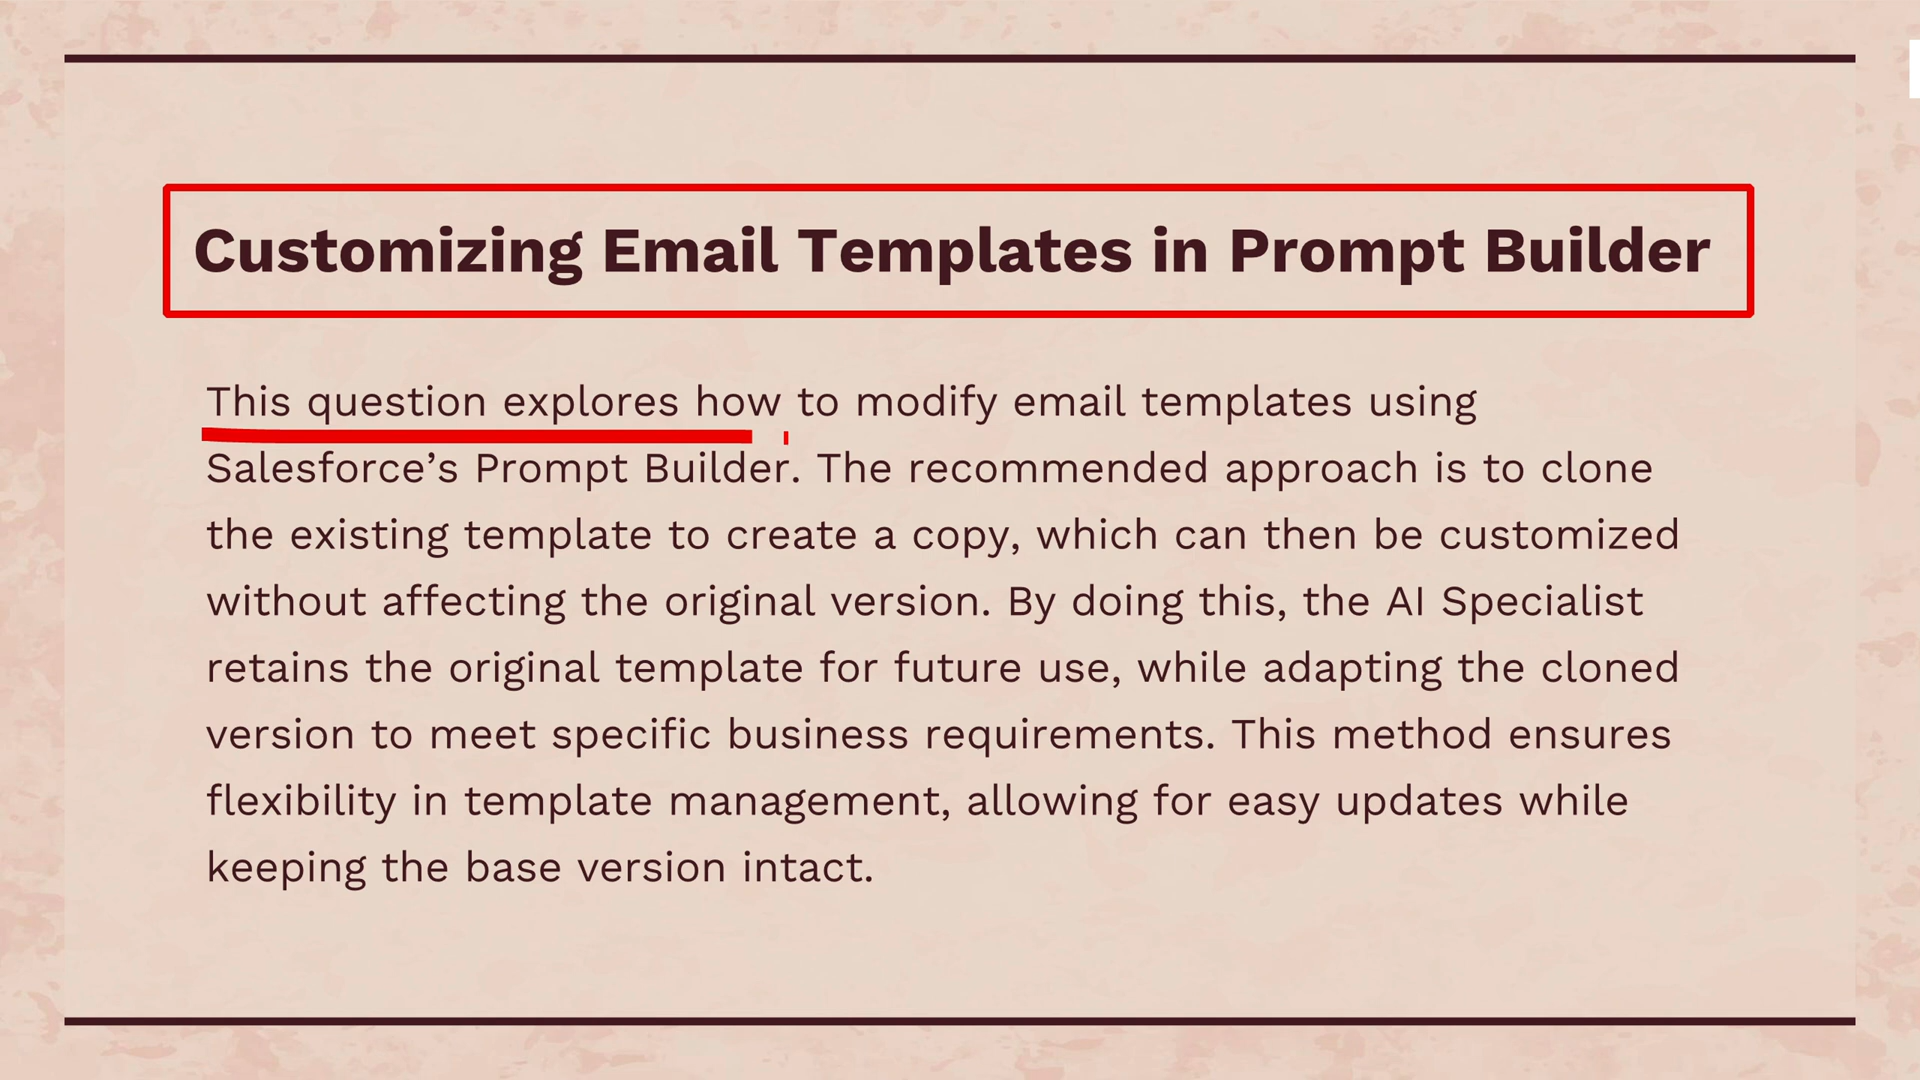 Customizing Email Templates in Prompt Builder
This question explores how to modify email templates using
Salesforce’s Prompt Builder. The recommended approach is to clone
the existing template to create a copy, which can then be customized
without affecting the original version. By doing this, the AI Specialist
retains the original template for future use, while adapting the cloned
version to meet specific business requirements. This method ensures
flexibility in template management, allowing for easy updates while
keeping the base version intact.